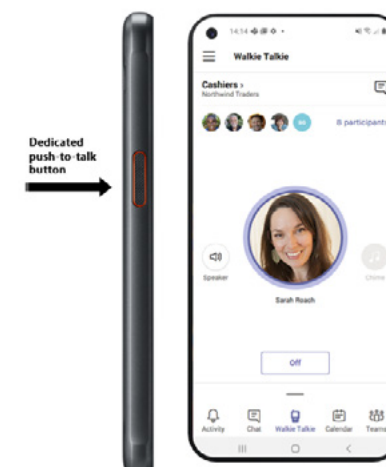 Dedicated
push-to-talk
button
14:14
Walkie Talkie
Cashiers >
Northwind Traders
8 participants
Speaker
Chime
Sarah Roach
Off
Activity
Chat
Walkie Talkie
Calendar
Teams